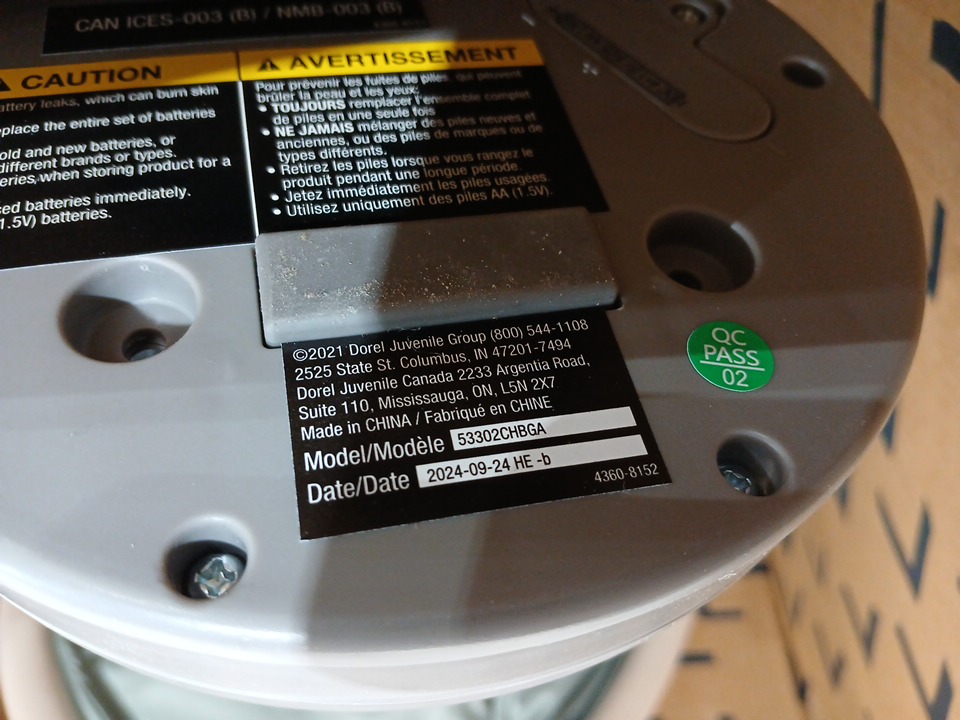 CAN ICES-003 (B) / NMB-003 (B)
CAUTION
battery leaks, which can burn skin
replace the entire set of batteries
old and new batteries, or
different brands or types.
when storing product for a
batteries immediately.
(1.5V) batteries.
AVERTISSEMENT
Pour prévenir les fuites de piles, qui peuvent
brûler la peau et les yeux:
• TOUJOURS remplacer l'ensemble complet
de piles en une seule fois
• NE JAMAIS mélanger des piles neuves et
anciennes, ou des piles de marques ou de
types différents.
• Retirez les piles lorsque vous rangez le
produit pendant une longue période.
• Jetez immédiatement les piles usagées.
• Utilisez uniquement des piles AA (1.5V).
©2021 Dorel Juvenile Group (800) 544-1108
2525 State St. Columbus, IN 47201-7494
Dorel Juvenile Canada 2233 Argentia Road,
Suite 110, Mississauga, ON, L5N 2X7
Made in CHINA / Fabriqué en CHINE
Model/Modèle 53302CHBGA
Date/Date 2024-09-24 HE -b
4360-8152
QC
PASS
02